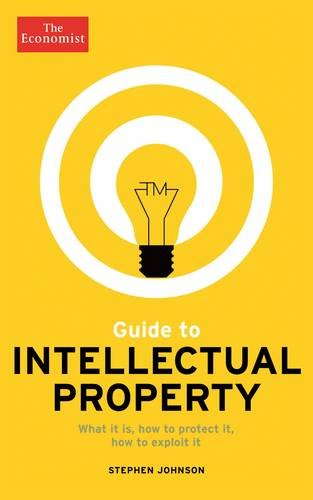 The
Economist
TM
Guide to
INTELLECTUAL
PROPERTY
What it is, how to protect it,
how to exploit it
STEPHEN JOHNSON